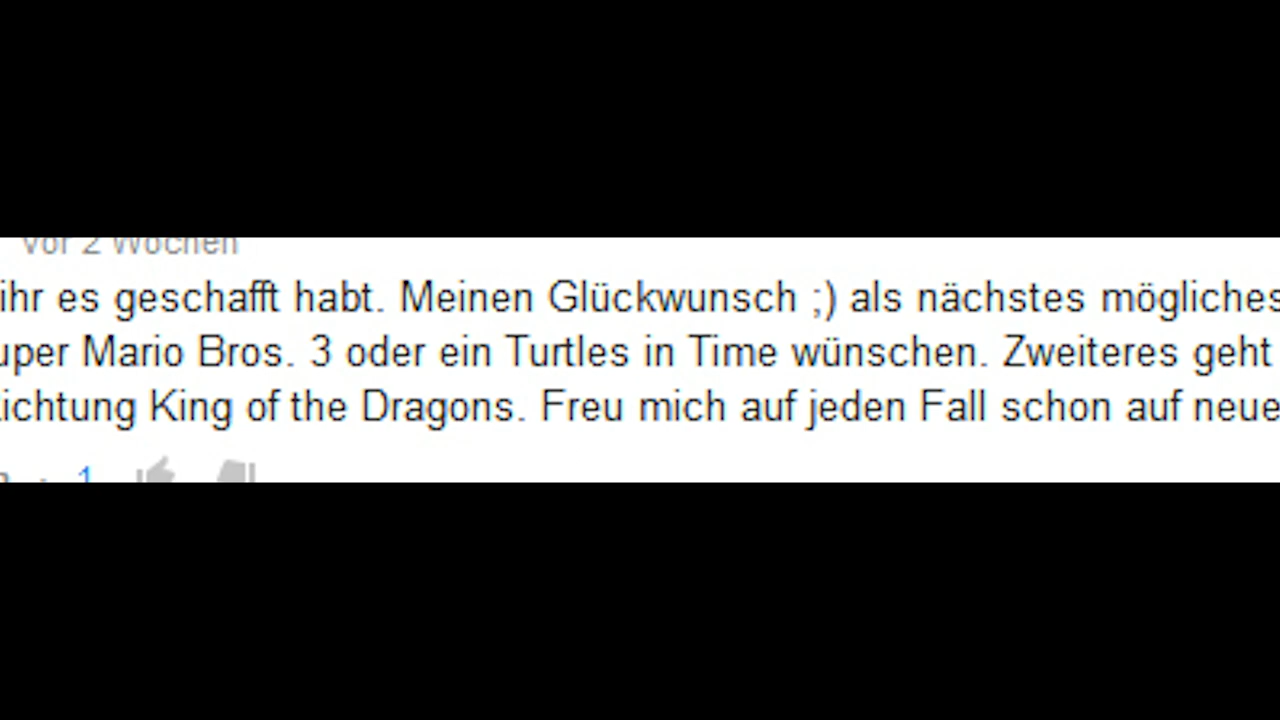 vor 2 Wochen
ihr es geschafft habt. Meinen Glückwunsch ;) als nächstes mögliches
uper Mario Bros. 3 oder ein Turtles in Time wünschen. Zweiteres geht
ichtung King of the Dragons. Freu mich auf jeden Fall schon auf neue
1